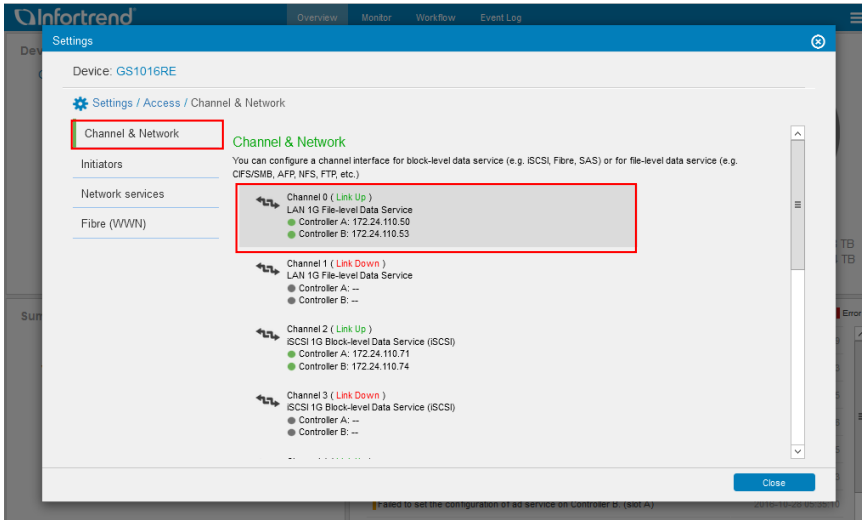 Infortrend
Overview Monitor Workflow Event Log
Settings
Device: GS1016RE
Settings / Access / Channel & Network
Channel & Network
Initiators
Network services
Fibre (WWN)
Channel & Network
You can configure a channel interface for block-level data service (e.g. iSCSI, Fibre, SAS) or for file-level data service (e.g.
CIFS/SMB, AFP, NFS, FTP, etc.)
Channel 0 ( Link Up )
LAN 1G File-level Data Service
Controller A: 172.24.110.50
Controller B: 172.24.110.53
Channel 1 ( Link Down )
LAN 1G File-level Data Service
Controller A: --
Controller B: --
Channel 2 ( Link Up )
iSCSI 1G Block-level Data Service (iSCSI)
Controller A: 172.24.110.71
Controller B: 172.24.110.74
Channel 3 ( Link Down )
iSCSI 1G Block-level Data Service (iSCSI)
Controller A: --
Controller B: --
Close
Dev
TB
TB
Sum
Error
Failed to set the configuration of ad service on Controller B. (slot A)